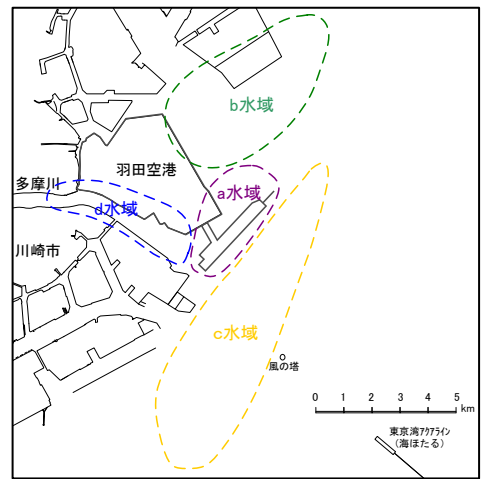 b水域
羽田空港
多摩川
a水域
d水域
川崎市
c水域
風の塔
0 1 2 3 4 5
km
東京湾ｱｸｱﾗｲﾝ
（海ほたる）